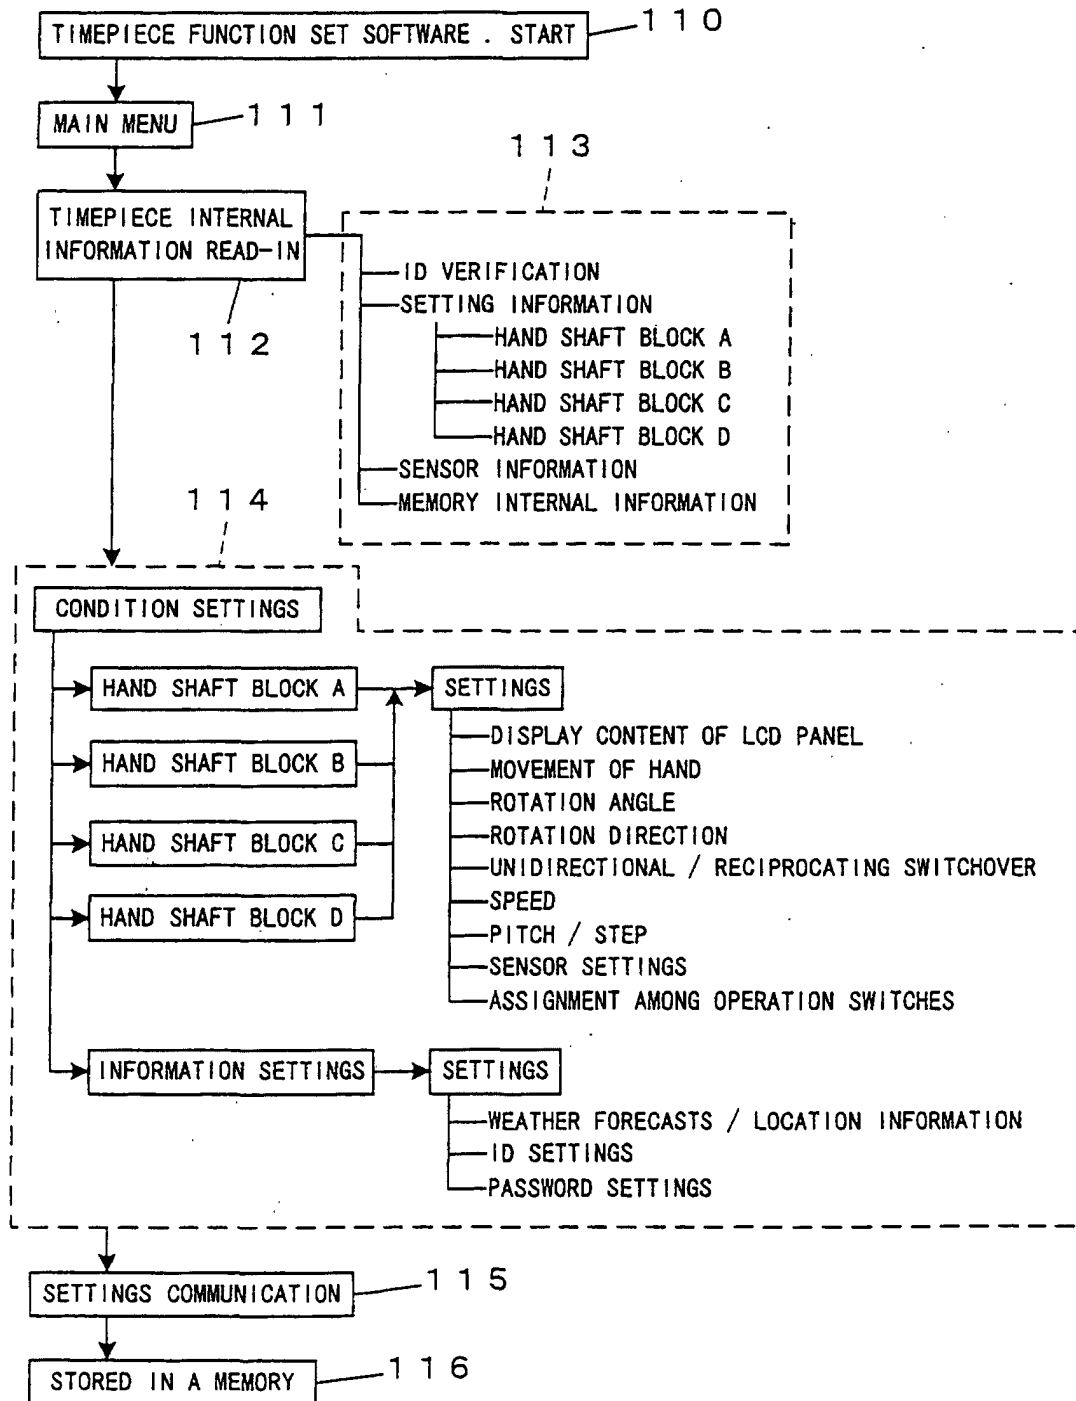 TIMEPIECE FUNCTION SET SOFTWARE . START
110
MAIN MENU
111
113
TIMEPIECE INTERNAL
INFORMATION READ-IN
112
ID VERIFICATION
SETTING INFORMATION
HAND SHAFT BLOCK A
HAND SHAFT BLOCK B
HAND SHAFT BLOCK C
HAND SHAFT BLOCK D
SENSOR INFORMATION
MEMORY INTERNAL INFORMATION
114
CONDITION SETTINGS
HAND SHAFT BLOCK A
HAND SHAFT BLOCK B
HAND SHAFT BLOCK C
HAND SHAFT BLOCK D
SETTINGS
DISPLAY CONTENT OF LCD PANEL
MOVEMENT OF HAND
ROTATION ANGLE
ROTATION DIRECTION
UNIDIRECTIONAL / RECIPROCATING SWITCHOVER
SPEED
PITCH / STEP
SENSOR SETTINGS
ASSIGNMENT AMONG OPERATION SWITCHES
INFORMATION SETTINGS
SETTINGS
WEATHER FORECASTS / LOCATION INFORMATION
ID SETTINGS
PASSWORD SETTINGS
SETTINGS COMMUNICATION
115
STORED IN A MEMORY
116